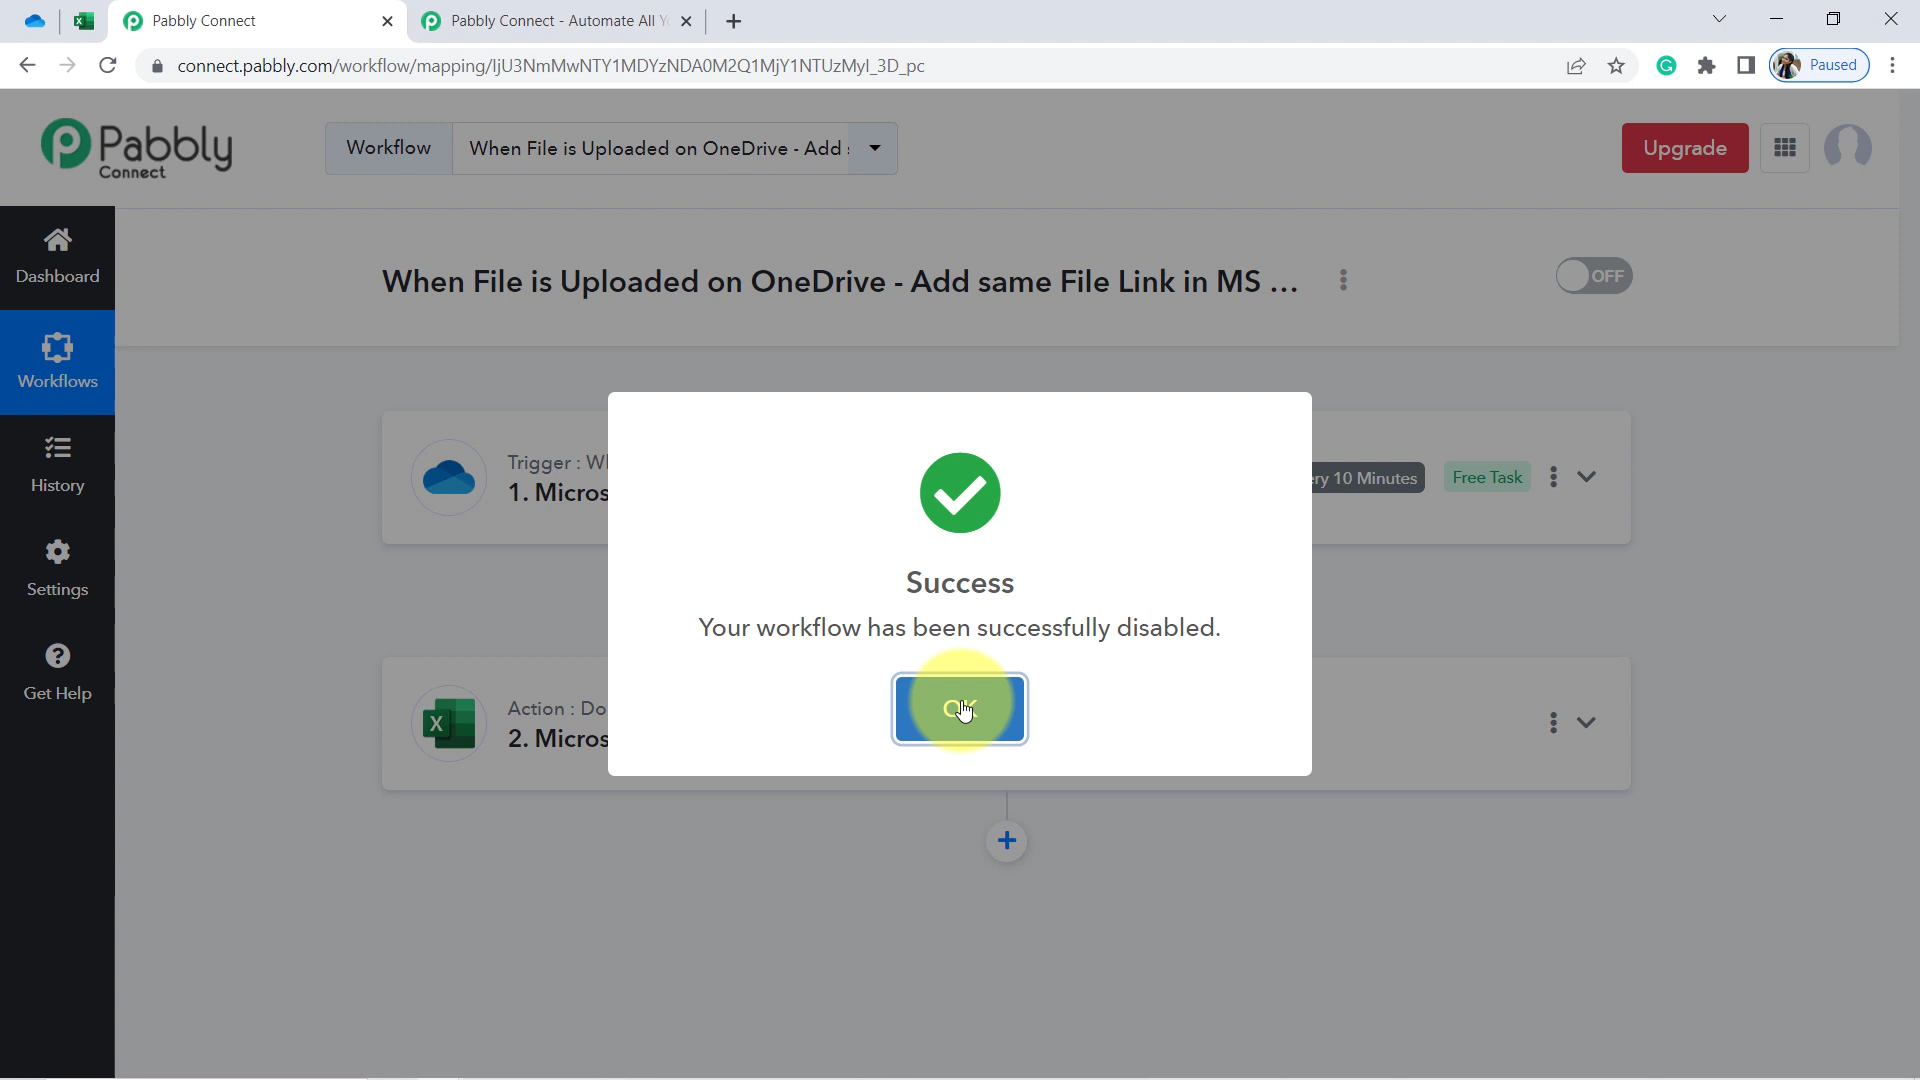 Pabbly Connect
Pabbly Connect - Automate All Y
connect.pabbly.com/workflow/mapping/IjU3NmMwNTY1MDYzNDA0M2Q1MjY1NTUzMyI_3D_pc
Paused
Pabbly
Connect
Workflow
When File is Uploaded on OneDrive - Add
Upgrade
Dashboard
Workflows
History
Settings
Get Help
When File is Uploaded on OneDrive - Add same File Link in MS ...
OFF
Trigger : Wh
1. Micros
ry 10 Minutes
Free Task
Success
Your workflow has been successfully disabled.
OK
Action : Do
2. Micros